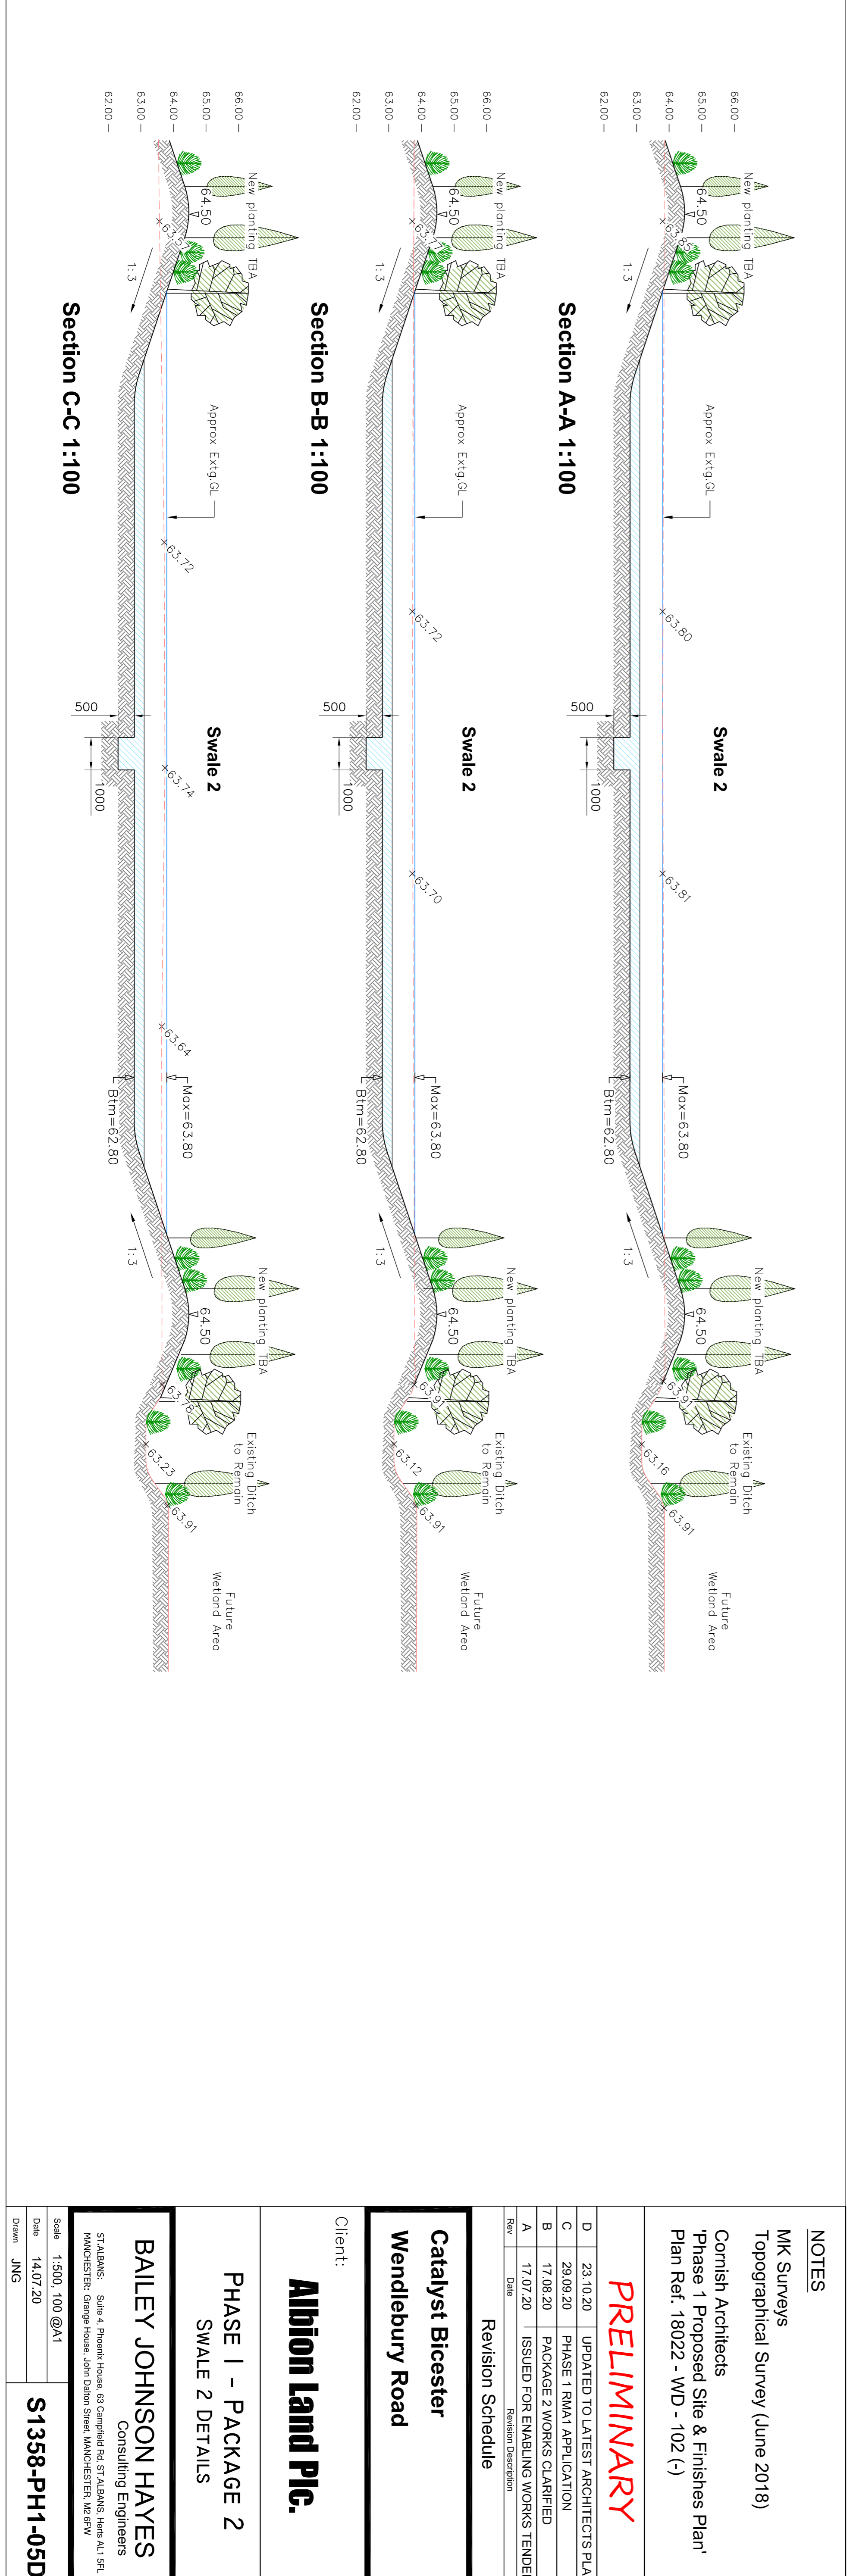 66.00
65.00
64.00
63.00
62.00
New planting TBA
64.50
63.85
1:3
Approx Extg.GL
63.80
Swale 2
500
1000
63.81
Max=63.80
Btm=62.80
1:3
New planting TBA
64.50
63.91
Existing Ditch
to Remain
63.16
63.91
Future
Wetland Area
Section A-A 1:100
66.00
65.00
64.00
63.00
62.00
New planting TBA
64.50
63.77
1:3
Approx Extg.GL
63.72
Swale 2
500
1000
63.70
Max=63.80
Btm=62.80
1:3
New planting TBA
64.50
63.91
Existing Ditch
to Remain
63.12
63.91
Future
Wetland Area
Section B-B 1:100
66.00
65.00
64.00
63.00
62.00
New planting TBA
64.50
1:3
Approx Extg.GL
63.72
Swale 2
500
1000
63.74
63.64
Max=63.80
Btm=62.80
1:3
New planting TBA
64.50
63.78
Existing Ditch
to Remain
63.23
63.91
Future
Wetland Area
Section C-C 1:100
NOTES
MK Surveys
Topographical Survey (June 2018)
Cornish Architects
'Phase 1 Proposed Site & Finishes Plan'
Plan Ref. 18022 - WD - 102 (-)
PRELIMINARY
D 23.10.20 UPDATED TO LATEST ARCHITECTS PLA
C 29.09.20 PHASE 1 RMA1 APPLICATION
B 17.08.20 PACKAGE 2 WORKS CLARIFIED
A 17.07.20 ISSUED FOR ENABLING WORKS TENDE
Rev Date Revision Description
Revision Schedule
Catalyst Bicester
Wendlebury Road
Client:
Albion Land Plc.
PHASE 1 - PACKAGE 2
SWALE 2 DETAILS
BAILEY JOHNSON HAYES
Consulting Engineers
ST.ALBANS: Suite 4, Phoenix House, 63 Campfield Rd, ST.ALBANS, Herts AL1 5FL
MANCHESTER: Grange House, John Dalton Street, MANCHESTER, M2 6FW
Scale 1:500, 100 @A1
Date 14.07.20
Drawn JNG
S1358-PH1-05D